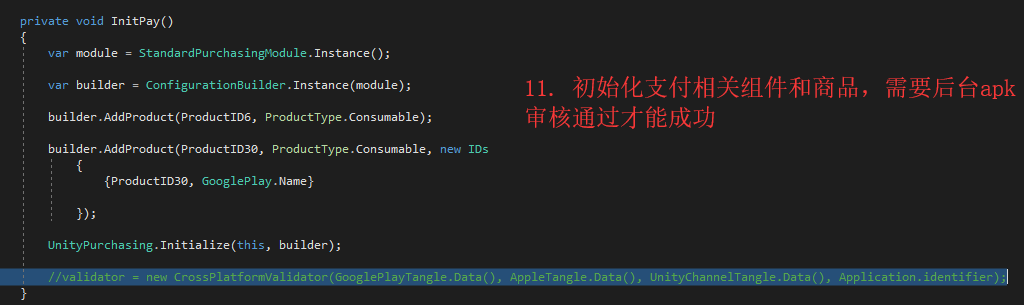 private void InitPay()
{
var module = StandardPurchasingModule.Instance();
var builder = ConfigurationBuilder.Instance(module);
11. 初始化支付相关组件和商品，需要后台apk
审核通过才能成功
builder.AddProduct(ProductID6, ProductType.Consumable);
builder.AddProduct(ProductID30, ProductType.Consumable, new IDs
{
{ProductID30, GooglePlay.Name}
});
UnityPurchasing.Initialize(this, builder);
//validator = new CrossPlatformValidator(GooglePlayTangle.Data(), AppleTangle.Data(), UnityChannelTangle.Data(), Application.identifier);
}